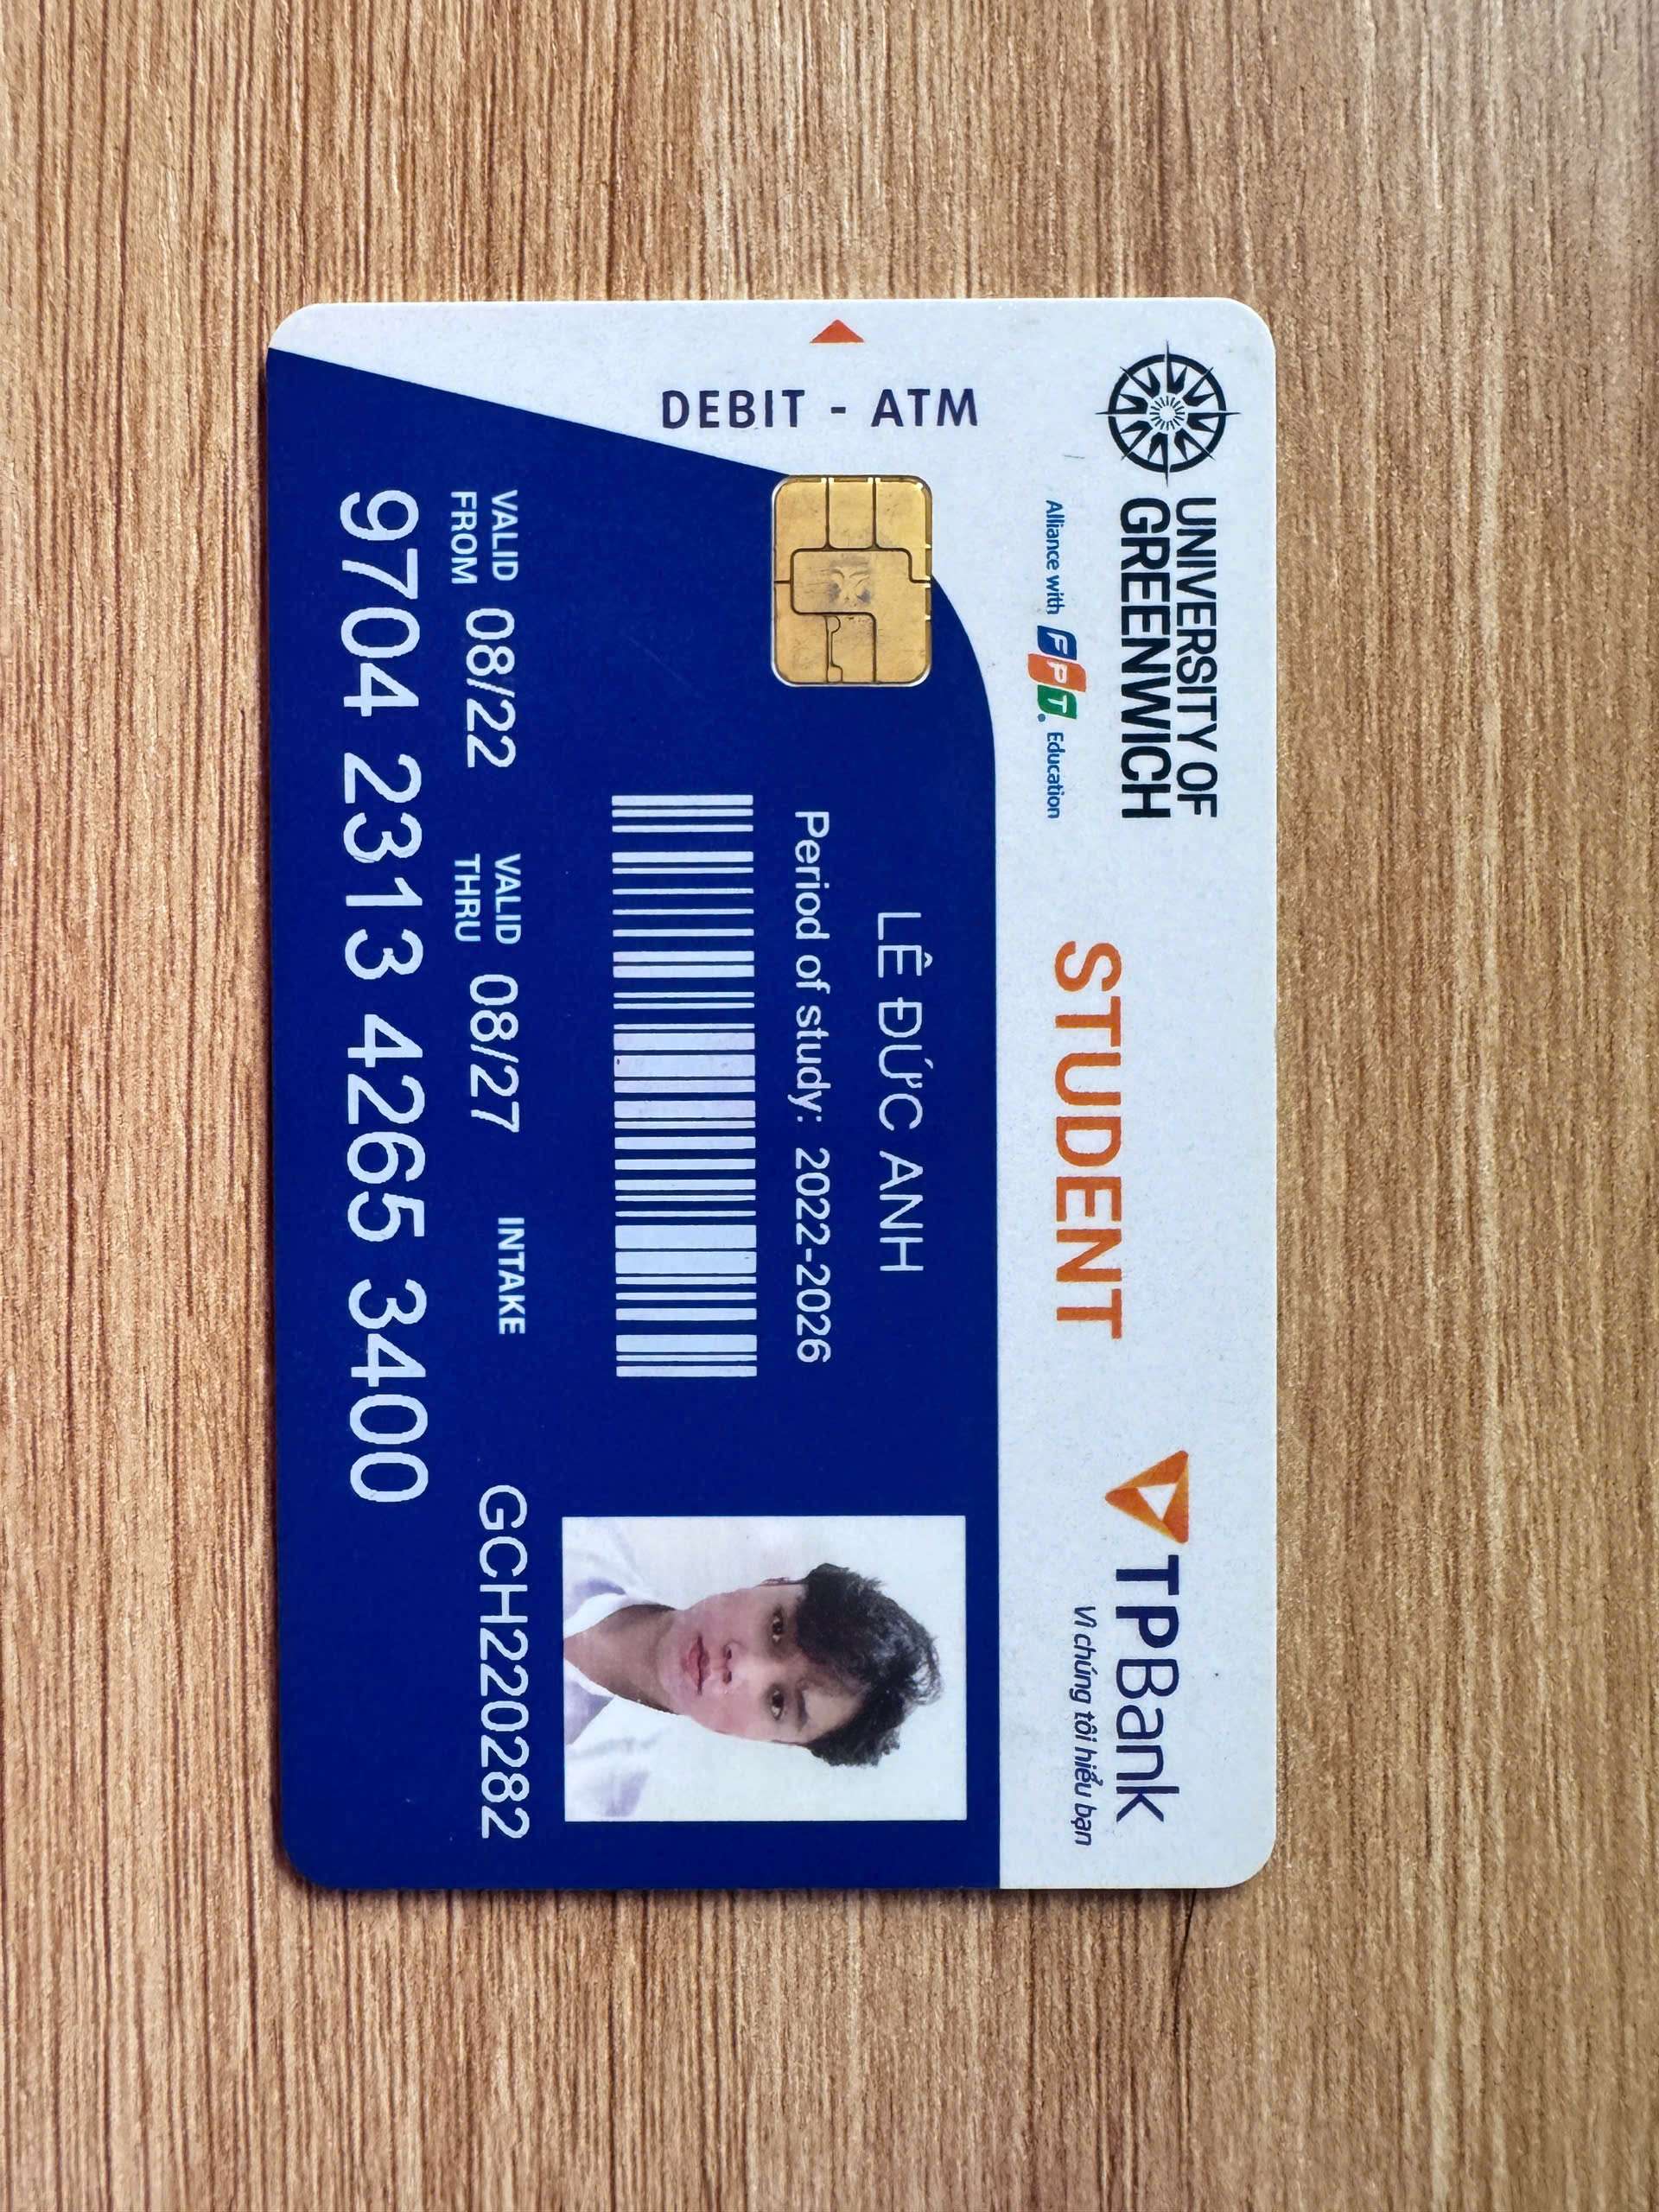 UNIVERSITY OF
GREENWICH
Alliance with FPT. Education
STUDENT
TPBank
Vì chúng tôi hiểu bạn
DEBIT - ATM
LÊ ĐỨC ANH
Period of study: 2022-2026
VALID FROM 08/22
VALID THRU 08/27
INTAKE
GCH220282
9704 2313 4265 3400